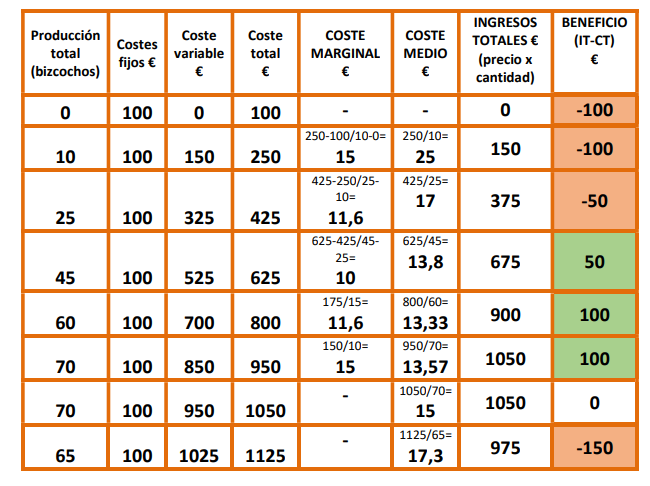 Producción total (bizcochos) | Costes fijos € | Coste variable € | Coste total € | COSTE MARGINAL € | COSTE MEDIO € | INGRESOS TOTALES € (precio x cantidad) | BENEFICIO (IT-CT) €
0 | 100 | 0 | 100 | - | - | 0 | -100
10 | 100 | 150 | 250 | 250-100/10-0= 15 | 250/10= 25 | 150 | -100
25 | 100 | 325 | 425 | 425-250/25-10= 11,6 | 425/25= 17 | 375 | -50
45 | 100 | 525 | 625 | 625-425/45-25= 10 | 625/45= 13,8 | 675 | 50
60 | 100 | 700 | 800 | 175/15= 11,6 | 800/60= 13,33 | 900 | 100
70 | 100 | 850 | 950 | 150/10= 15 | 950/70= 13,57 | 1050 | 100
70 | 100 | 950 | 1050 | - | 1050/70= 15 | 1050 | 0
65 | 100 | 1025 | 1125 | - | 1125/65= 17,3 | 975 | -150